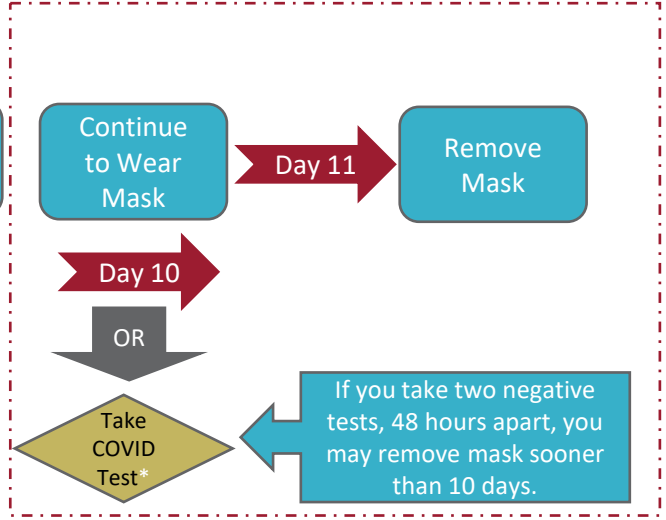 Continue
to Wear
Mask
Day 11
Remove
Mask
Day 10
OR
Take
COVID
Test*
If you take two negative
tests, 48 hours apart, you
may remove mask sooner
than 10 days.